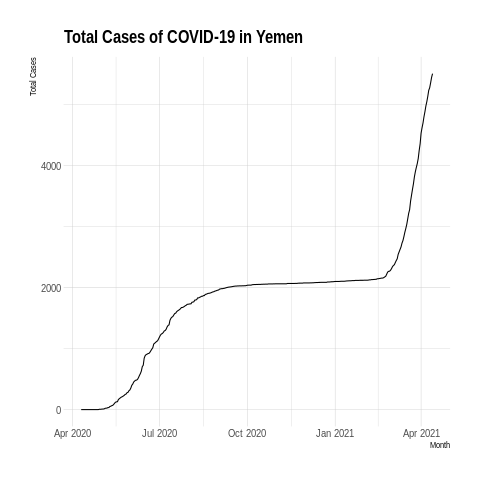 Total Cases of COVID-19 in Yemen
Total Cases
4000
2000
0
Apr 2020 Jul 2020 Oct 2020 Jan 2021 Apr 2021
Month